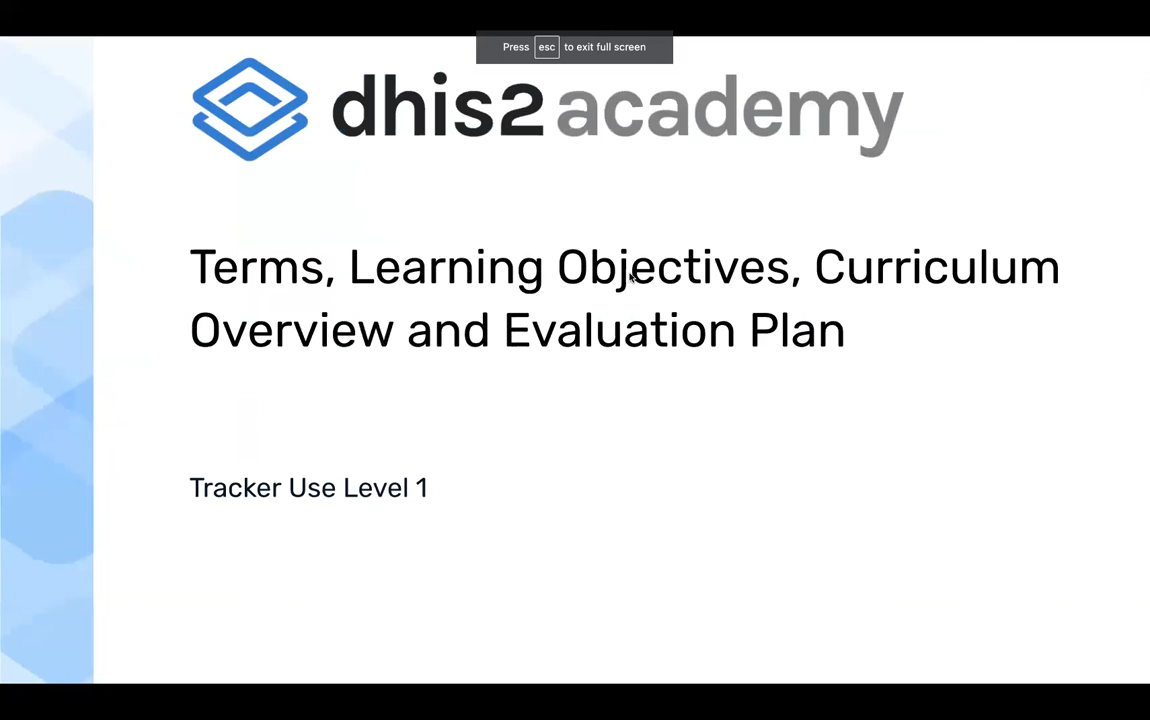 Press esc to exit full screen
dhis2 academy
Terms, Learning Objectives, Curriculum
Overview and Evaluation Plan
Tracker Use Level 1